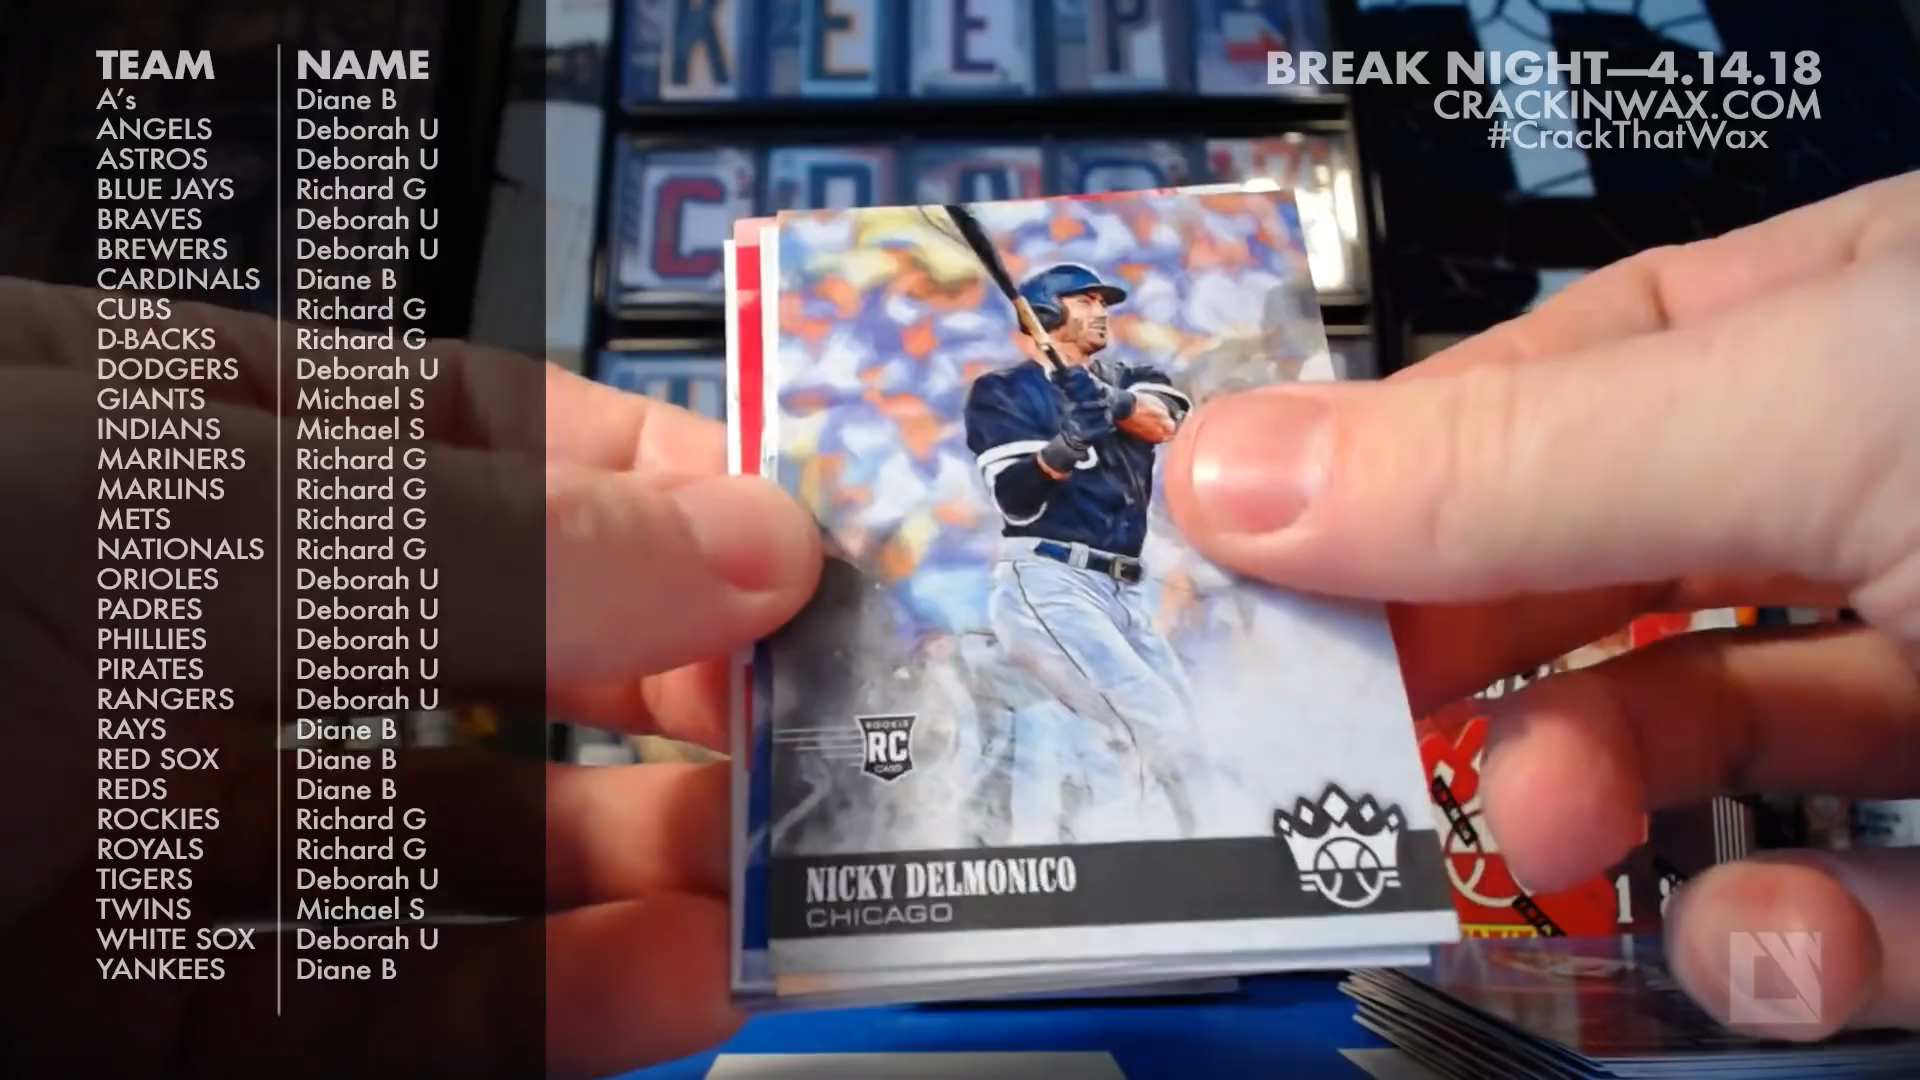 TEAM NAME
A's Diane B
ANGELS Deborah U
ASTROS Deborah U
BLUE JAYS Richard G
BRAVES Deborah U
BREWERS Deborah U
CARDINALS Diane B
CUBS Richard G
D-BACKS Richard G
DODGERS Deborah U
GIANTS Michael S
INDIANS Michael S
MARINERS Richard G
MARLINS Richard G
METS Richard G
NATIONALS Richard G
ORIOLES Deborah U
PADRES Deborah U
PHILLIES Deborah U
PIRATES Deborah U
RANGERS Deborah U
RAYS Diane B
RED SOX Diane B
REDS Diane B
ROCKIES Richard G
ROYALS Richard G
TIGERS Deborah U
TWINS Michael S
WHITE SOX Deborah U
YANKEES Diane B
BREAK NIGHT—4.14.18
CRACKINWAX.COM
#CrackThatWax
KEEP
ROOKIE
RC
CARD
NICKY DELMONICO
CHICAGO